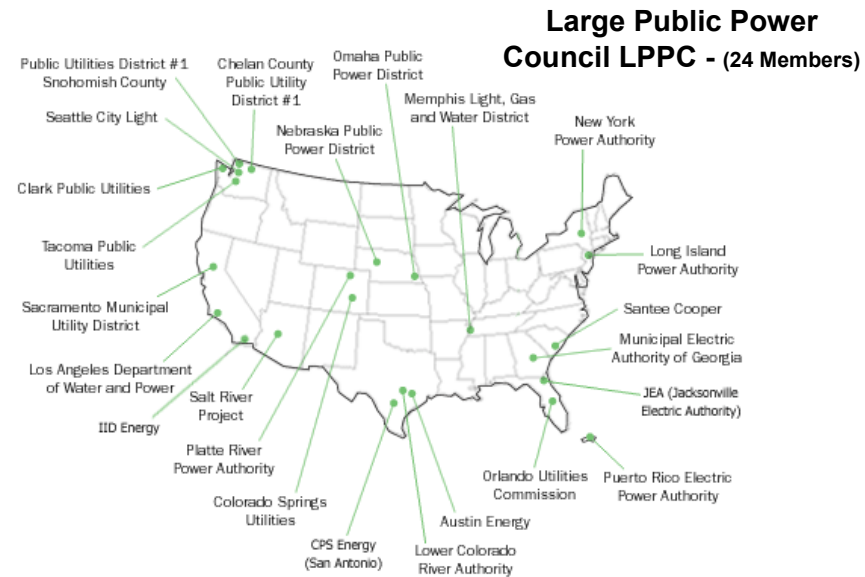 Large Public Power
Council LPPC - (24 Members)
Public Utilities District #1
Snohomish County
Chelan County
Public Utility
District #1
Omaha Public
Power District
Seattle City Light
Nebraska Public
Power District
Memphis Light, Gas
and Water District
New York
Power Authority
Clark Public Utilities
Tacoma Public
Utilities
Long Island
Power Authority
Sacramento Municipal
Utility District
Santee Cooper
Municipal Electric
Authority of Georgia
Los Angeles Department
of Water and Power
JEA (Jacksonville
Electric Authority)
Salt River
Project
IID Energy
Platte River
Power Authority
Orlando Utilities
Commission
Puerto Rico Electric
Power Authority
Colorado Springs
Utilities
Austin Energy
CPS Energy
(San Antonio)
Lower Colorado
River Authority